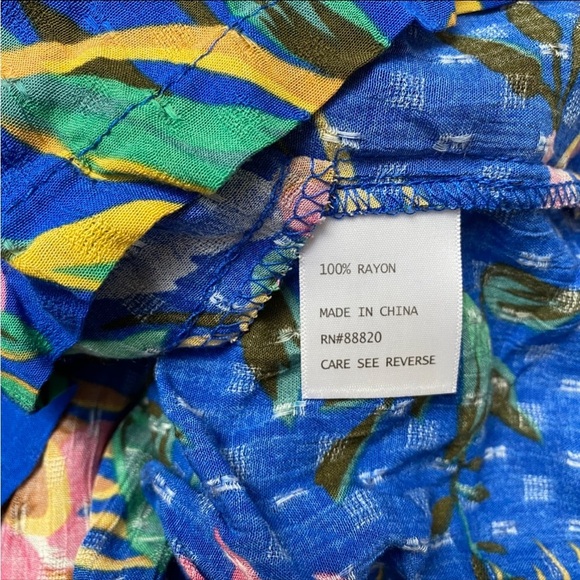 100% RAYON
MADE IN CHINA
RN#88820
CARE SEE REVERSE